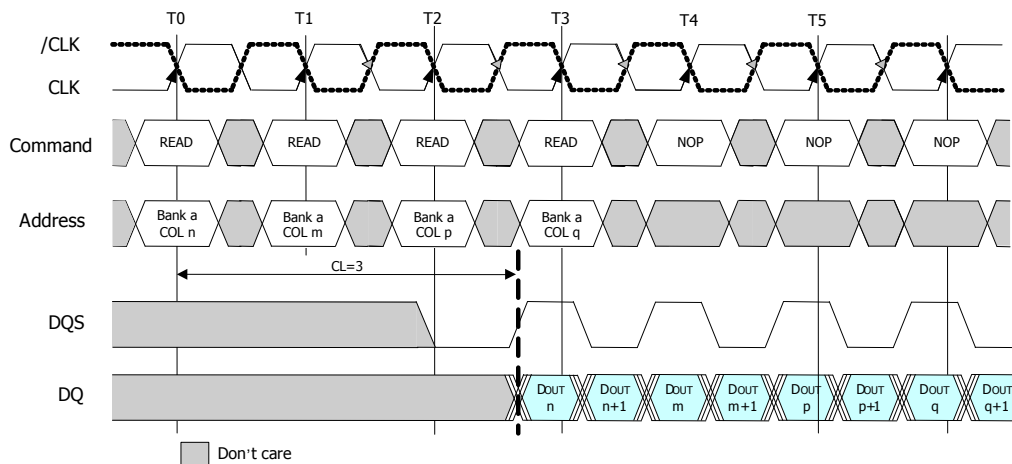 T0 T1 T2 T3 T4 T5
/CLK
CLK
Command READ READ READ READ NOP NOP NOP
Address Bank a COL n Bank a COL m Bank a COL p Bank a COL q
CL=3
DQS
DQ DOUT n DOUT n+1 DOUT m DOUT m+1 DOUT p DOUT p+1 DOUT q DOUT q+1
Don't care